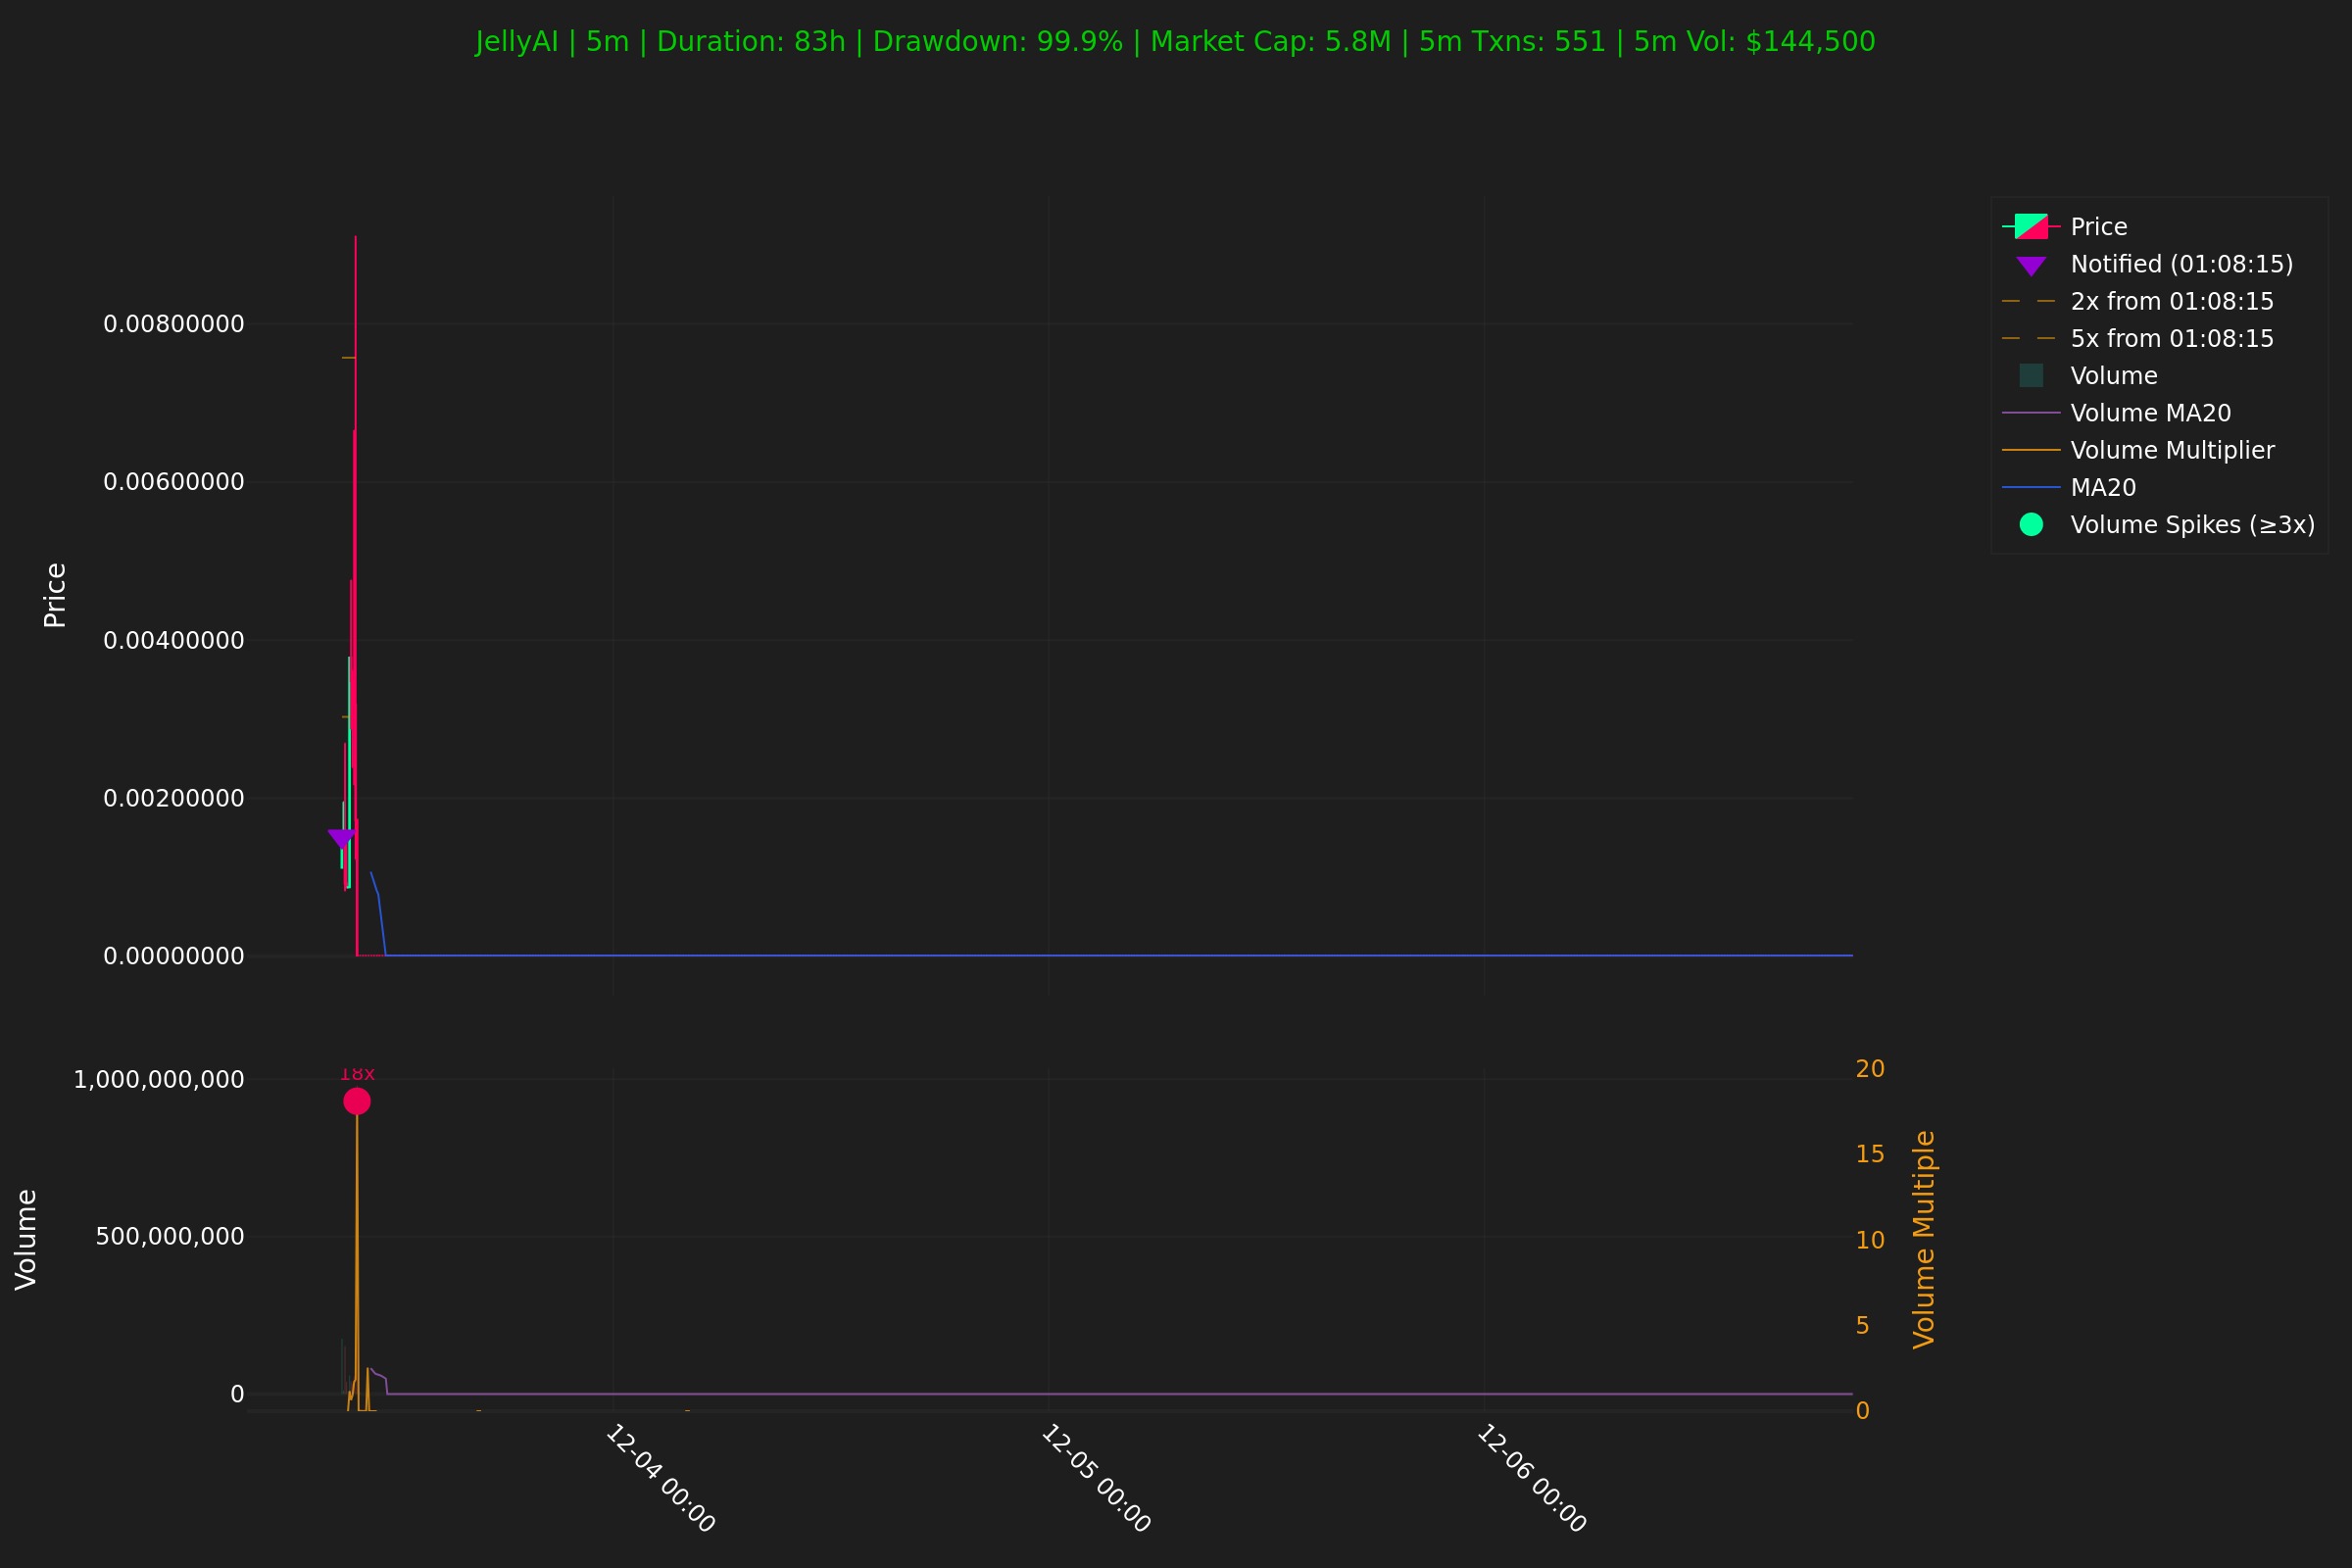 JellyAI | 5m | Duration: 83h | Drawdown: 99.9% | Market Cap: 5.8M | 5m Txns: 551 | 5m Vol: $144,500
Price
Notified (01:08:15)
2x from 01:08:15
5x from 01:08:15
Volume
Volume MA20
Volume Multiplier
MA20
Volume Spikes (≥3x)
Price
0.00800000
0.00600000
0.00400000
0.00200000
0.00000000
Volume
1,000,000,000
500,000,000
0
18x
20
15
10
5
0
Volume Multiple
12-04 00:00
12-05 00:00
12-06 00:00